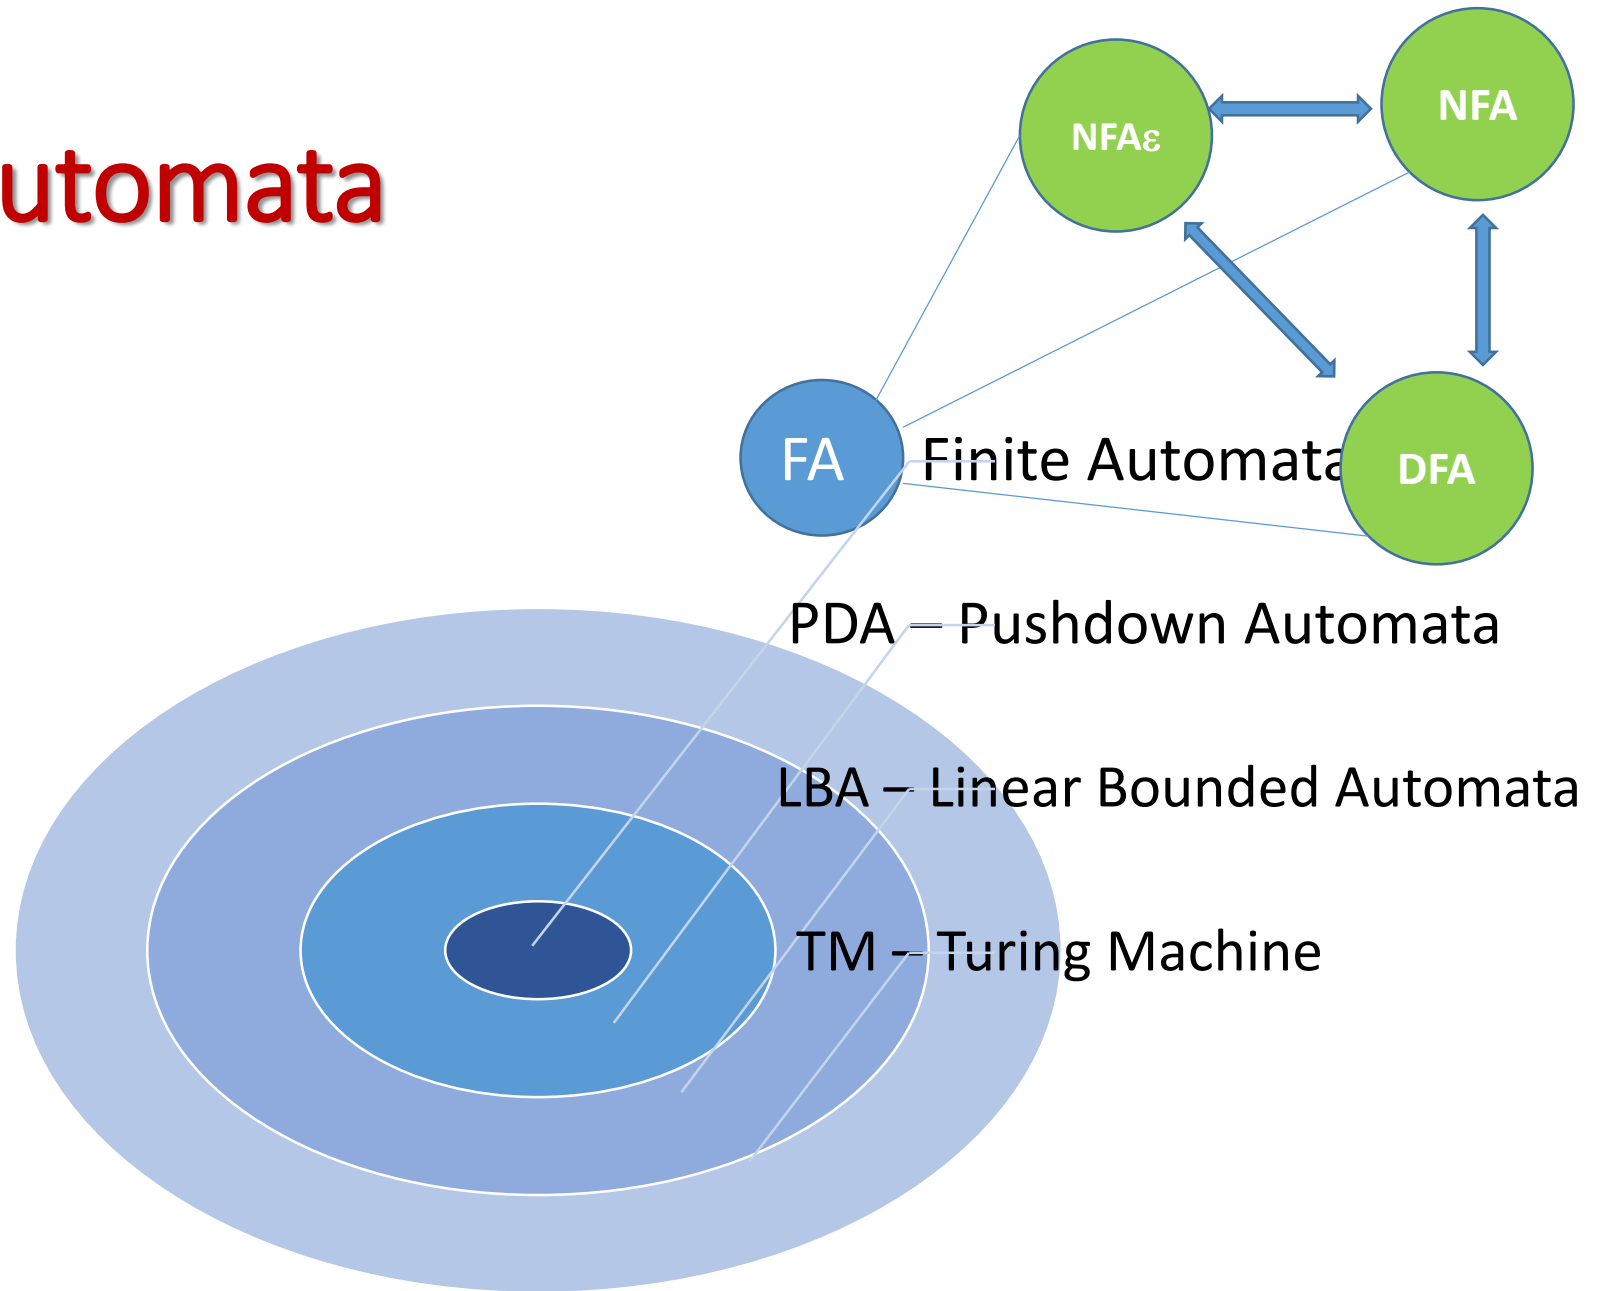 utomata
NFAε
NFA
FA
Finite Automata
DFA
PDA – Pushdown Automata
LBA – Linear Bounded Automata
TM – Turing Machine